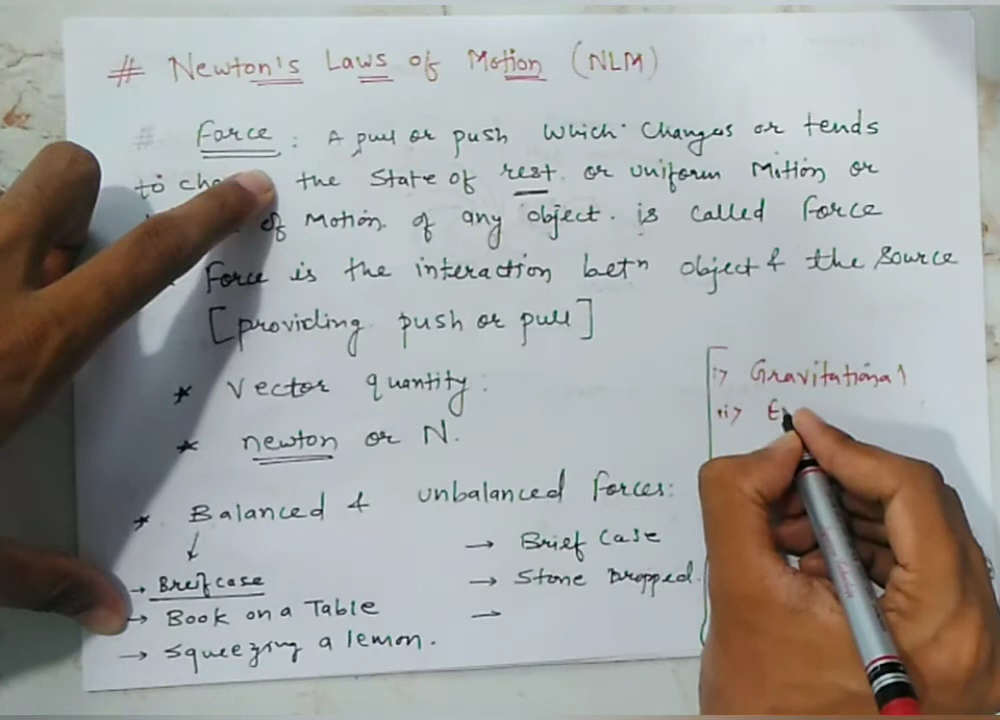 # Newton's Laws of Motion (NLM)
# Force : A pull or push which changes or tends
to cha the state of rest. or uniform Mition or
of Motion. of any object. is called Force
Force is the interaction betn object & the Source
[providing push or pull]
* Vector quantity :
* newton or N.
* Balanced & unbalanced forces:
→ Breifcase
→ Book on a Table
→ Squeezing a lemon.
→ Brief Case
→ Stone Dropped.
→
i> Gravitational
ii> E